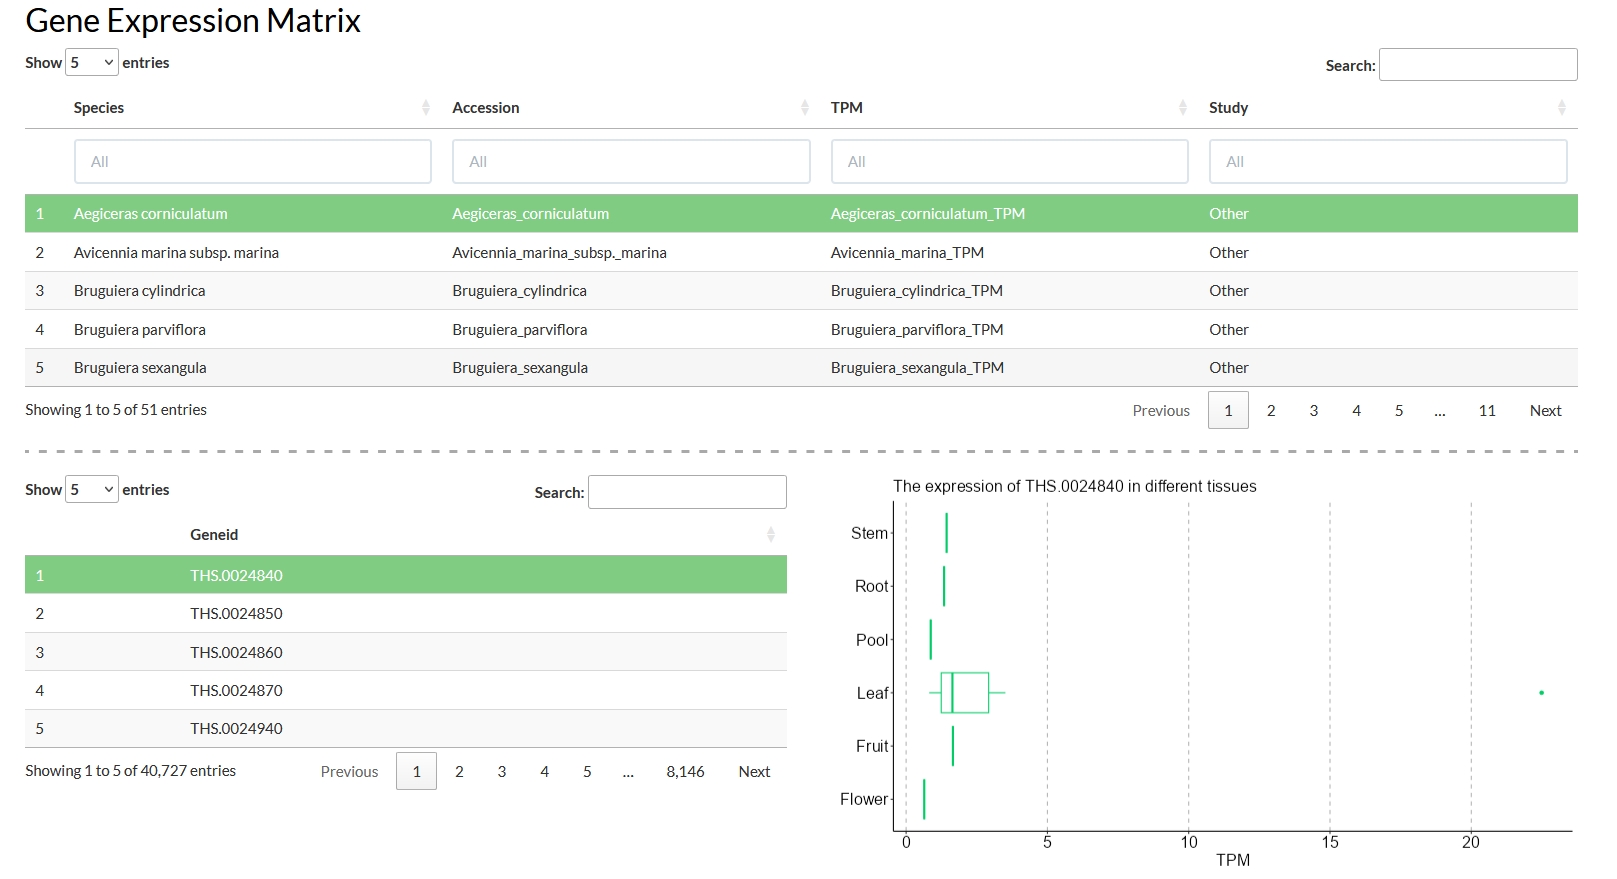 Gene Expression Matrix
Show 5 entries
Search:
Species Accession TPM Study
All All All All
1 Aegiceras corniculatum Aegiceras_corniculatum Aegiceras_corniculatum_TPM Other
2 Avicennia marina subsp. marina Avicennia_marina_subsp._marina Avicennia_marina_TPM Other
3 Bruguiera cylindrica Bruguiera_cylindrica Bruguiera_cylindrica_TPM Other
4 Bruguiera parviflora Bruguiera_parviflora Bruguiera_parviflora_TPM Other
5 Bruguiera sexangula Bruguiera_sexangula Bruguiera_sexangula_TPM Other
Showing 1 to 5 of 51 entries
Previous 1 2 3 4 5 ... 11 Next
Show 5 entries
Search:
Geneid
1 THS.0024840
2 THS.0024850
3 THS.0024860
4 THS.0024870
5 THS.0024940
Showing 1 to 5 of 40,727 entries
Previous 1 2 3 4 5 ... 8,146 Next
The expression of THS.0024840 in different tissues
Stem
Root
Pool
Leaf
Fruit
Flower
0 5 10 15 20
TPM